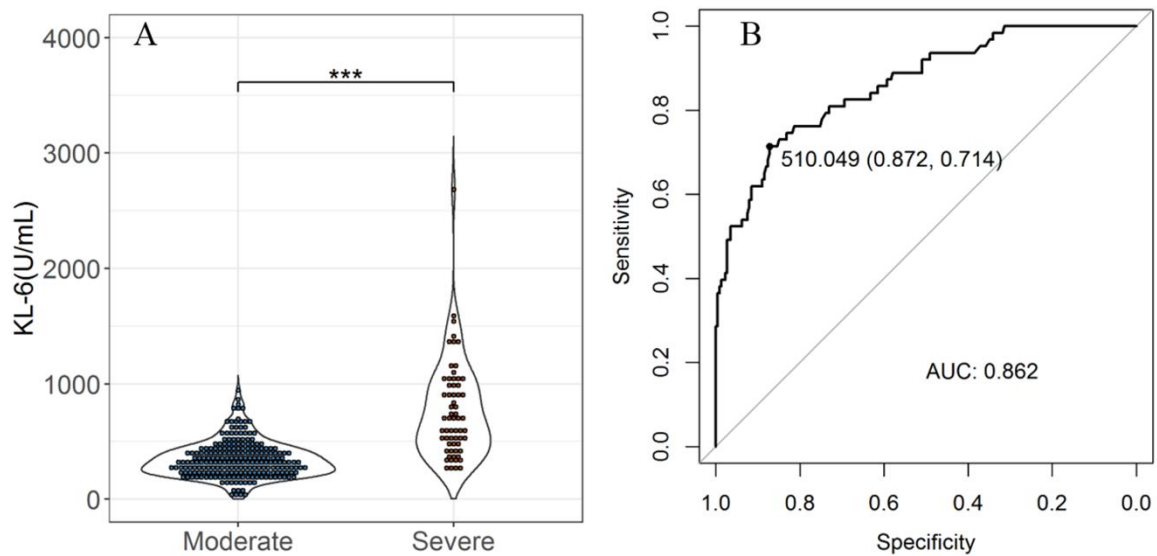 A
***
KL-6(U/mL)
4000
3000
2000
1000
0
Moderate Severe
B
510.049 (0.872, 0.714)
AUC: 0.862
Sensitivity
1.0
0.8
0.6
0.4
0.2
0.0
1.0 0.8 0.6 0.4 0.2 0.0
Specificity